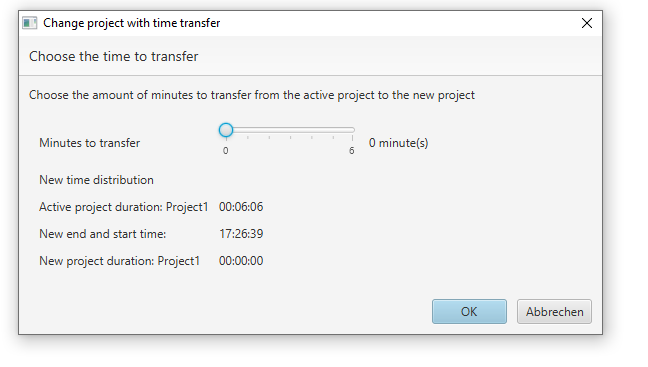 Change project with time transfer
Choose the time to transfer
Choose the amount of minutes to transfer from the active project to the new project
Minutes to transfer
0 6
0 minute(s)
New time distribution
Active project duration: Project1 00:06:06
New end and start time: 17:26:39
New project duration: Project1 00:00:00
OK Abbrechen